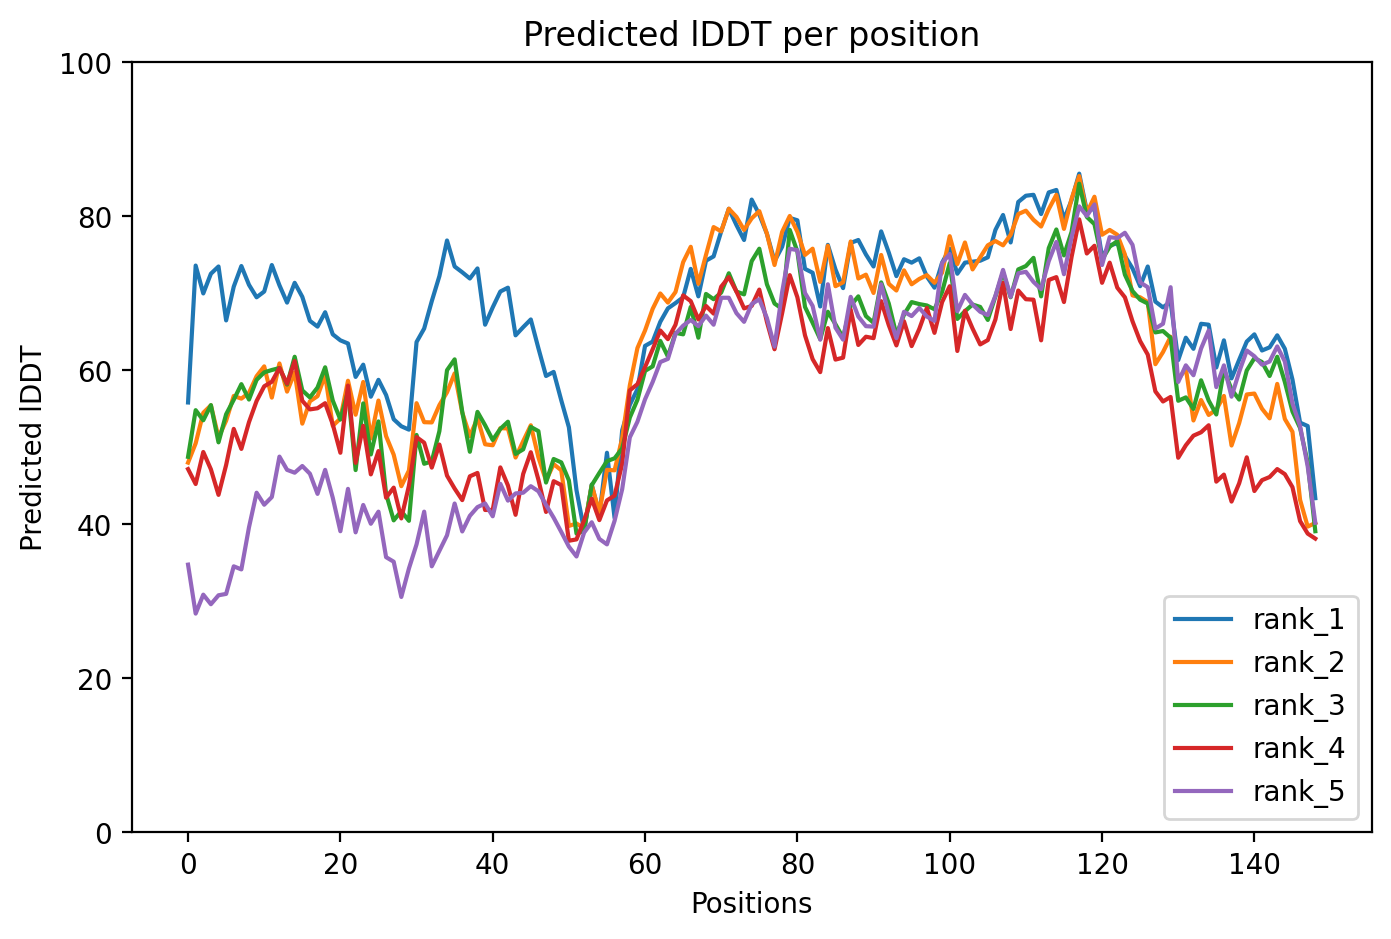 Predicted lDDT per position
Predicted lDDT
100
80
60
40
20
0
0 20 40 60 80 100 120 140
Positions
rank_1
rank_2
rank_3
rank_4
rank_5